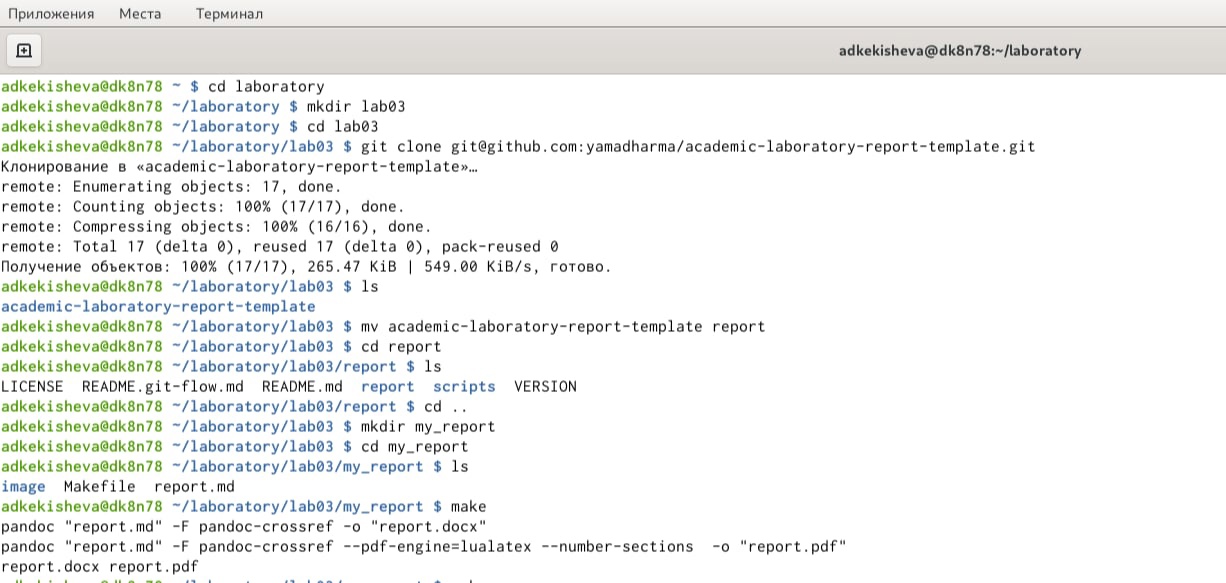 Приложения Места Терминал
adkekisheva@dk8n78:~/laboratory
adkekisheva@dk8n78 ~ $ cd laboratory
adkekisheva@dk8n78 ~/laboratory $ mkdir lab03
adkekisheva@dk8n78 ~/laboratory $ cd lab03
adkekisheva@dk8n78 ~/laboratory/lab03 $ git clone git@github.com:yamadharma/academic-laboratory-report-template.git
Клонирование в «academic-laboratory-report-template»…
remote: Enumerating objects: 17, done.
remote: Counting objects: 100% (17/17), done.
remote: Compressing objects: 100% (16/16), done.
remote: Total 17 (delta 0), reused 17 (delta 0), pack-reused 0
Получение объектов: 100% (17/17), 265.47 KiB | 549.00 KiB/s, готово.
adkekisheva@dk8n78 ~/laboratory/lab03 $ ls
academic-laboratory-report-template
adkekisheva@dk8n78 ~/laboratory/lab03 $ mv academic-laboratory-report-template report
adkekisheva@dk8n78 ~/laboratory/lab03 $ cd report
adkekisheva@dk8n78 ~/laboratory/lab03/report $ ls
LICENSE README.git-flow.md README.md report scripts VERSION
adkekisheva@dk8n78 ~/laboratory/lab03/report $ cd ..
adkekisheva@dk8n78 ~/laboratory/lab03 $ mkdir my_report
adkekisheva@dk8n78 ~/laboratory/lab03 $ cd my_report
adkekisheva@dk8n78 ~/laboratory/lab03/my_report $ ls
image Makefile report.md
adkekisheva@dk8n78 ~/laboratory/lab03/my_report $ make
pandoc "report.md" -F pandoc-crossref -o "report.docx"
pandoc "report.md" -F pandoc-crossref --pdf-engine=lualatex --number-sections -o "report.pdf"
report.docx report.pdf